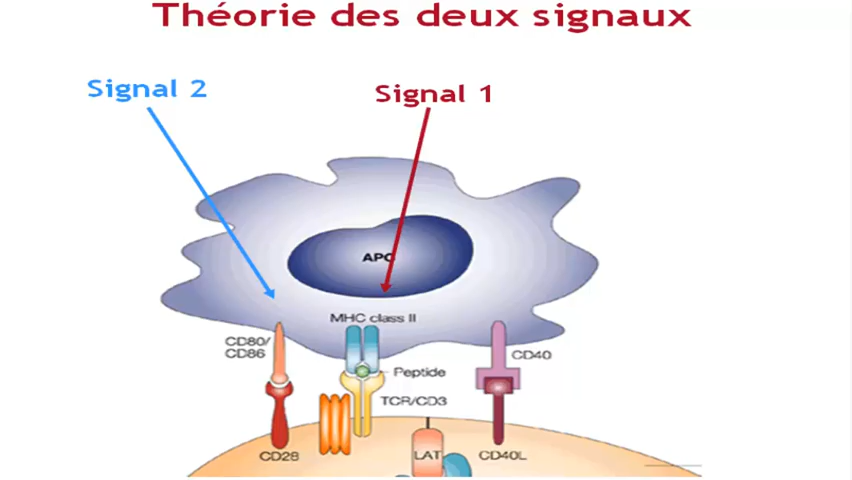 Théorie des deux signaux
Signal 2
Signal 1
APC
MHC class II
CD80/
CD86
CD40
Peptide
TCR/CD3
CD28
LAT
CD40L